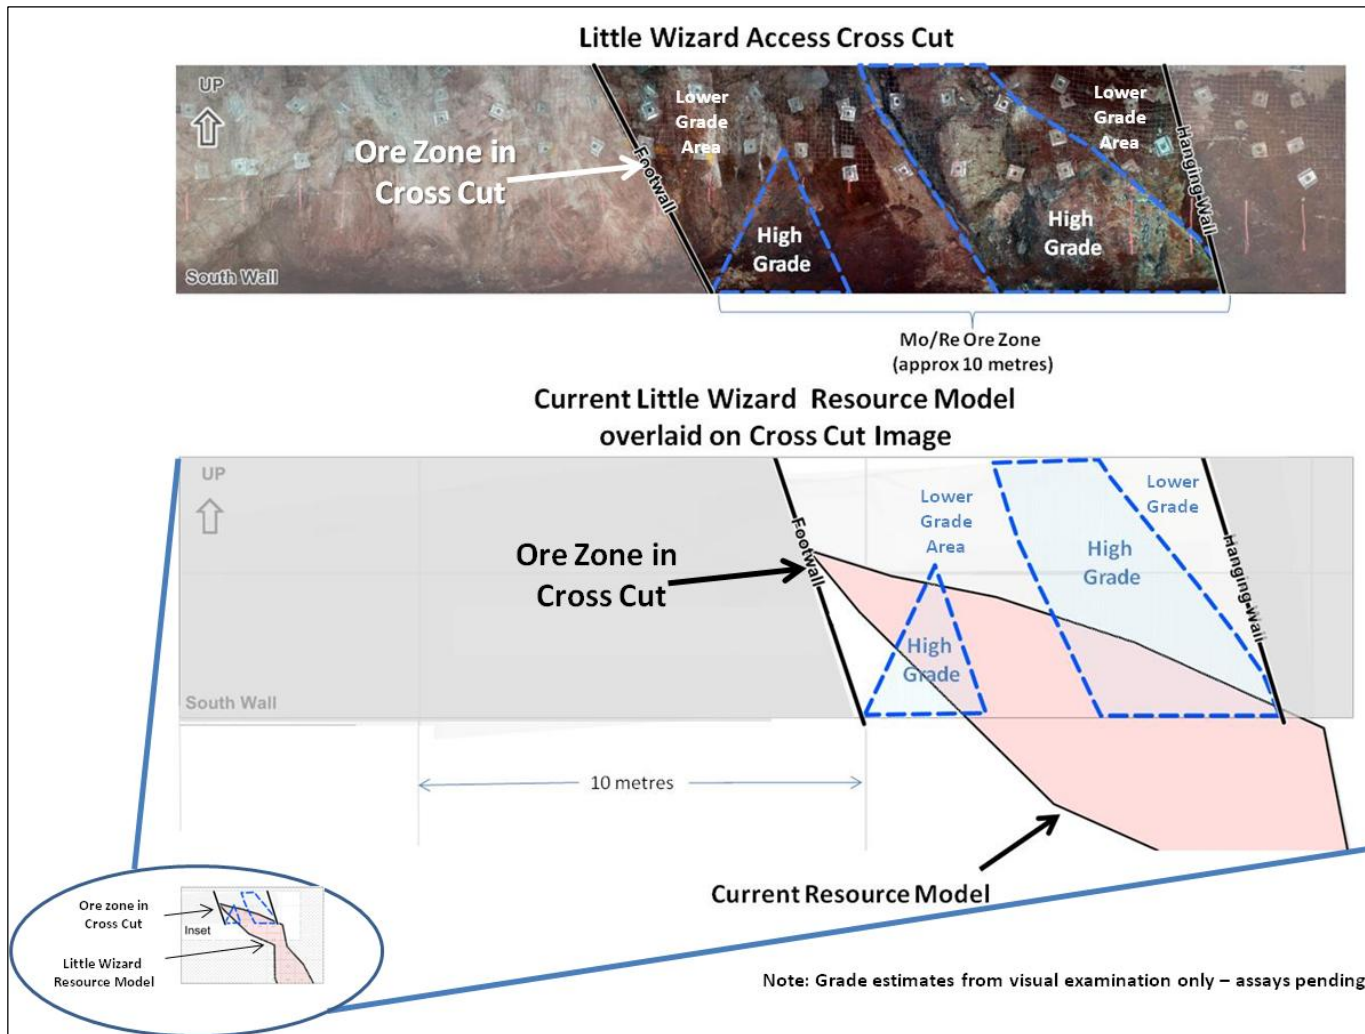 Little Wizard Access Cross Cut
UP
Ore Zone in
Cross Cut
Footwall
Lower
Grade
Area
High
Grade
High
Grade
Lower
Grade
Area
Hanging-Wall
South Wall
Mo/Re Ore Zone
(approx 10 metres)
Current Little Wizard Resource Model
overlaid on Cross Cut Image
UP
Ore Zone in
Cross Cut
Footwall
Lower
Grade
Area
High
Grade
High
Grade
Lower
Grade
Hanging-Wall
South Wall
10 metres
Current Resource Model
Ore zone in
Cross Cut
Inset
Little Wizard
Resource Model
Note: Grade estimates from visual examination only – assays pending